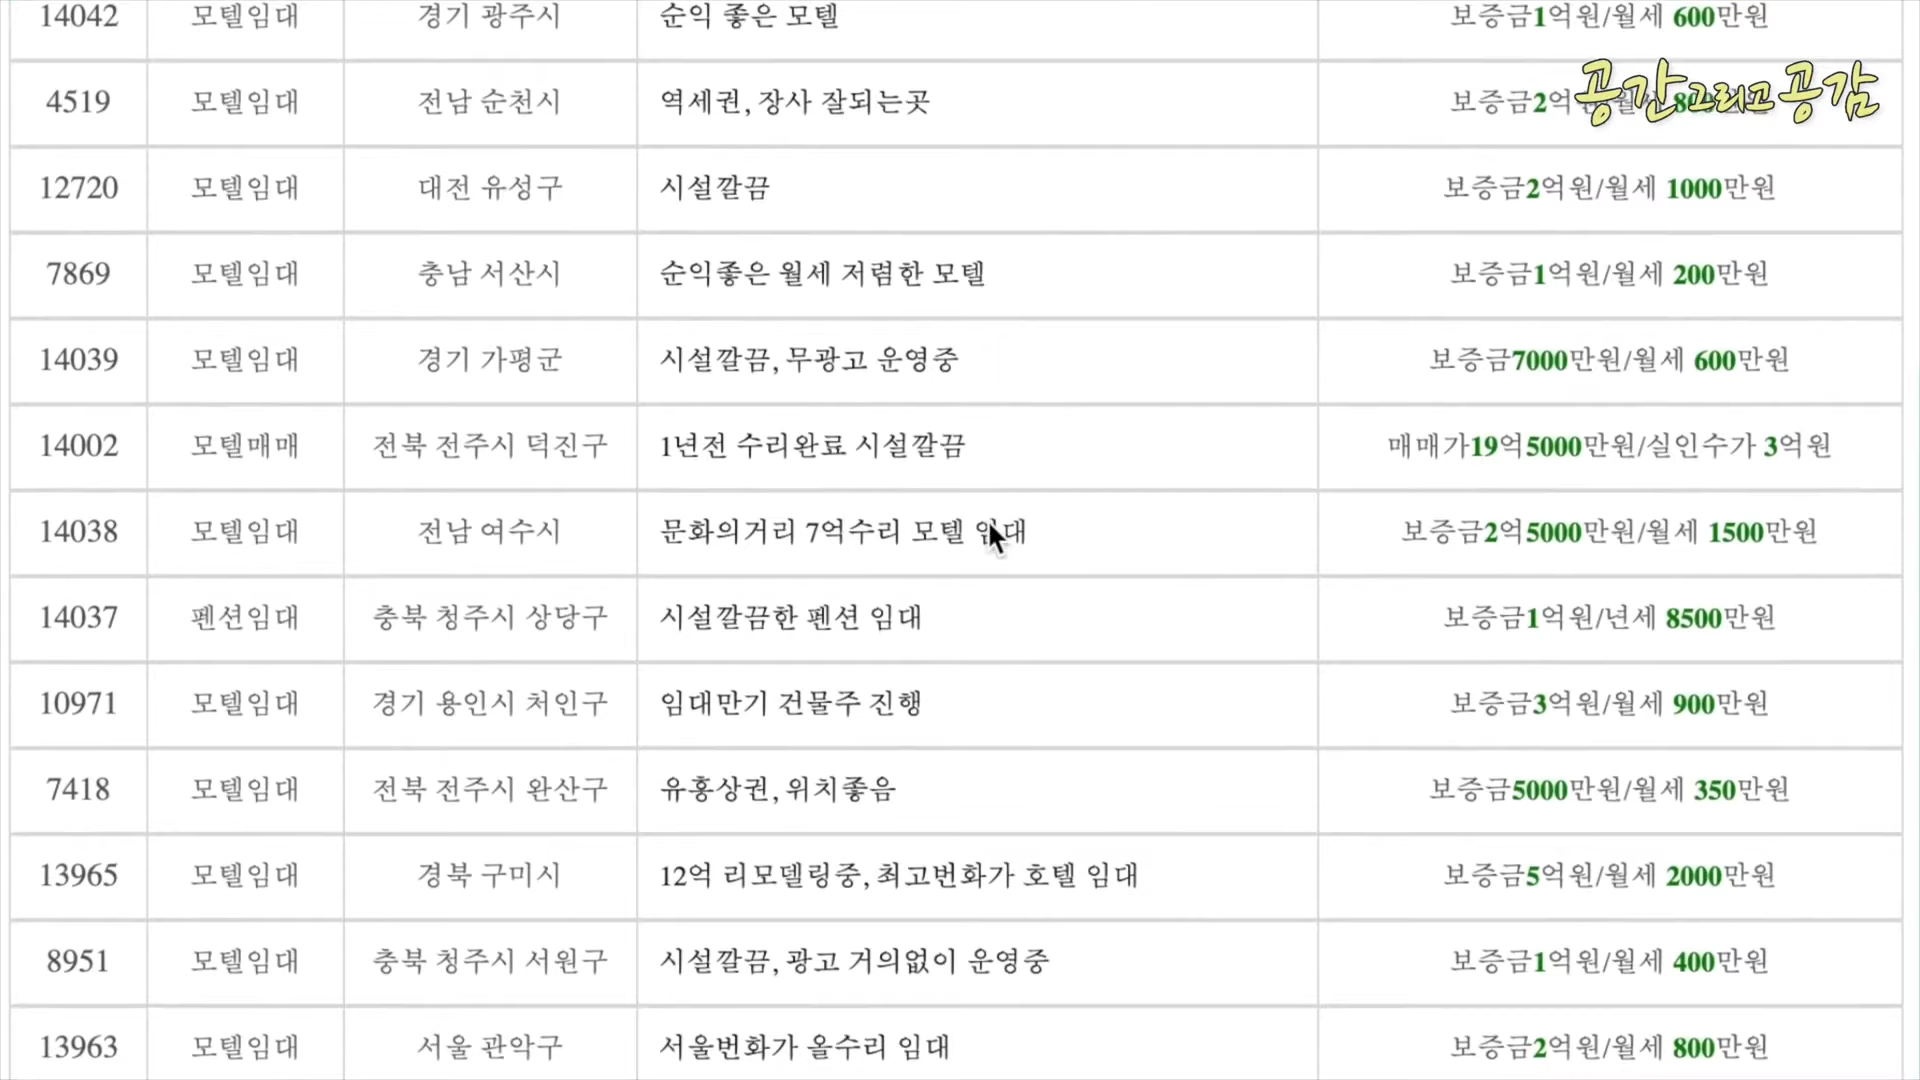 14042 모텔임대 경기 광주시 순익 좋은 모텔 보증금1억원/월세 600만원
공간그리고공감
4519 모텔임대 전남 순천시 역세권, 장사 잘되는곳 보증금2억
12720 모텔임대 대전 유성구 시설깔끔 보증금2억원/월세 1000만원
7869 모텔임대 충남 서산시 순익좋은 월세 저렴한 모텔 보증금1억원/월세 200만원
14039 모텔임대 경기 가평군 시설깔끔, 무광고 운영중 보증금7000만원/월세 600만원
14002 모텔매매 전북 전주시 덕진구 1년전 수리완료 시설깔끔 매매가19억5000만원/실인수가 3억원
14038 모텔임대 전남 여수시 문화의거리 7억수리 모텔 임대 보증금2억5000만원/월세 1500만원
14037 펜션임대 충북 청주시 상당구 시설깔끔한 펜션 임대 보증금1억원/년세 8500만원
10971 모텔임대 경기 용인시 처인구 임대만기 건물주 진행 보증금3억원/월세 900만원
7418 모텔임대 전북 전주시 완산구 유흥상권, 위치좋음 보증금5000만원/월세 350만원
13965 모텔임대 경북 구미시 12억 리모델링중, 최고번화가 호텔 임대 보증금5억원/월세 2000만원
8951 모텔임대 충북 청주시 서원구 시설깔끔, 광고 거의없이 운영중 보증금1억원/월세 400만원
13963 모텔임대 서울 관악구 서울번화가 올수리 임대 보증금2억원/월세 800만원